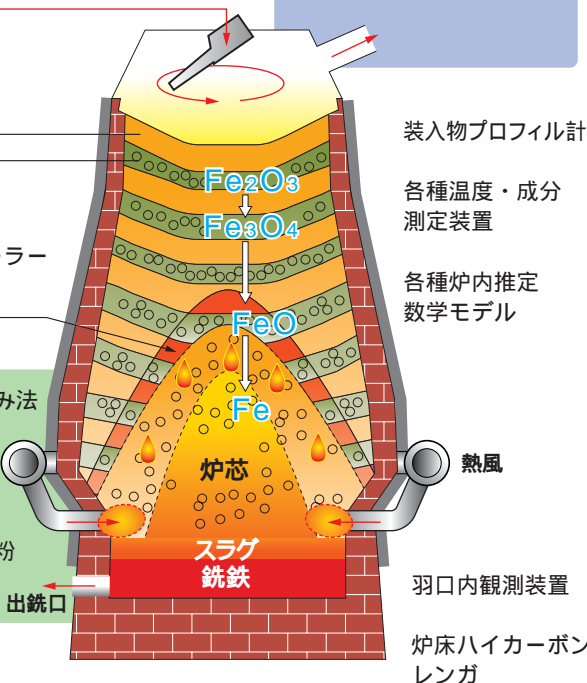 装入物プロフィル計
Fe₂O₃
各種温度・成分
測定装置
Fe₃O₄
ーラー
各種炉内推定
数学モデル
FeO
み法
Fe
炉芯
熱風
粉
スラグ
銑鉄
出銑口
羽口内観測装置
炉床ハイカーボン
レンガ